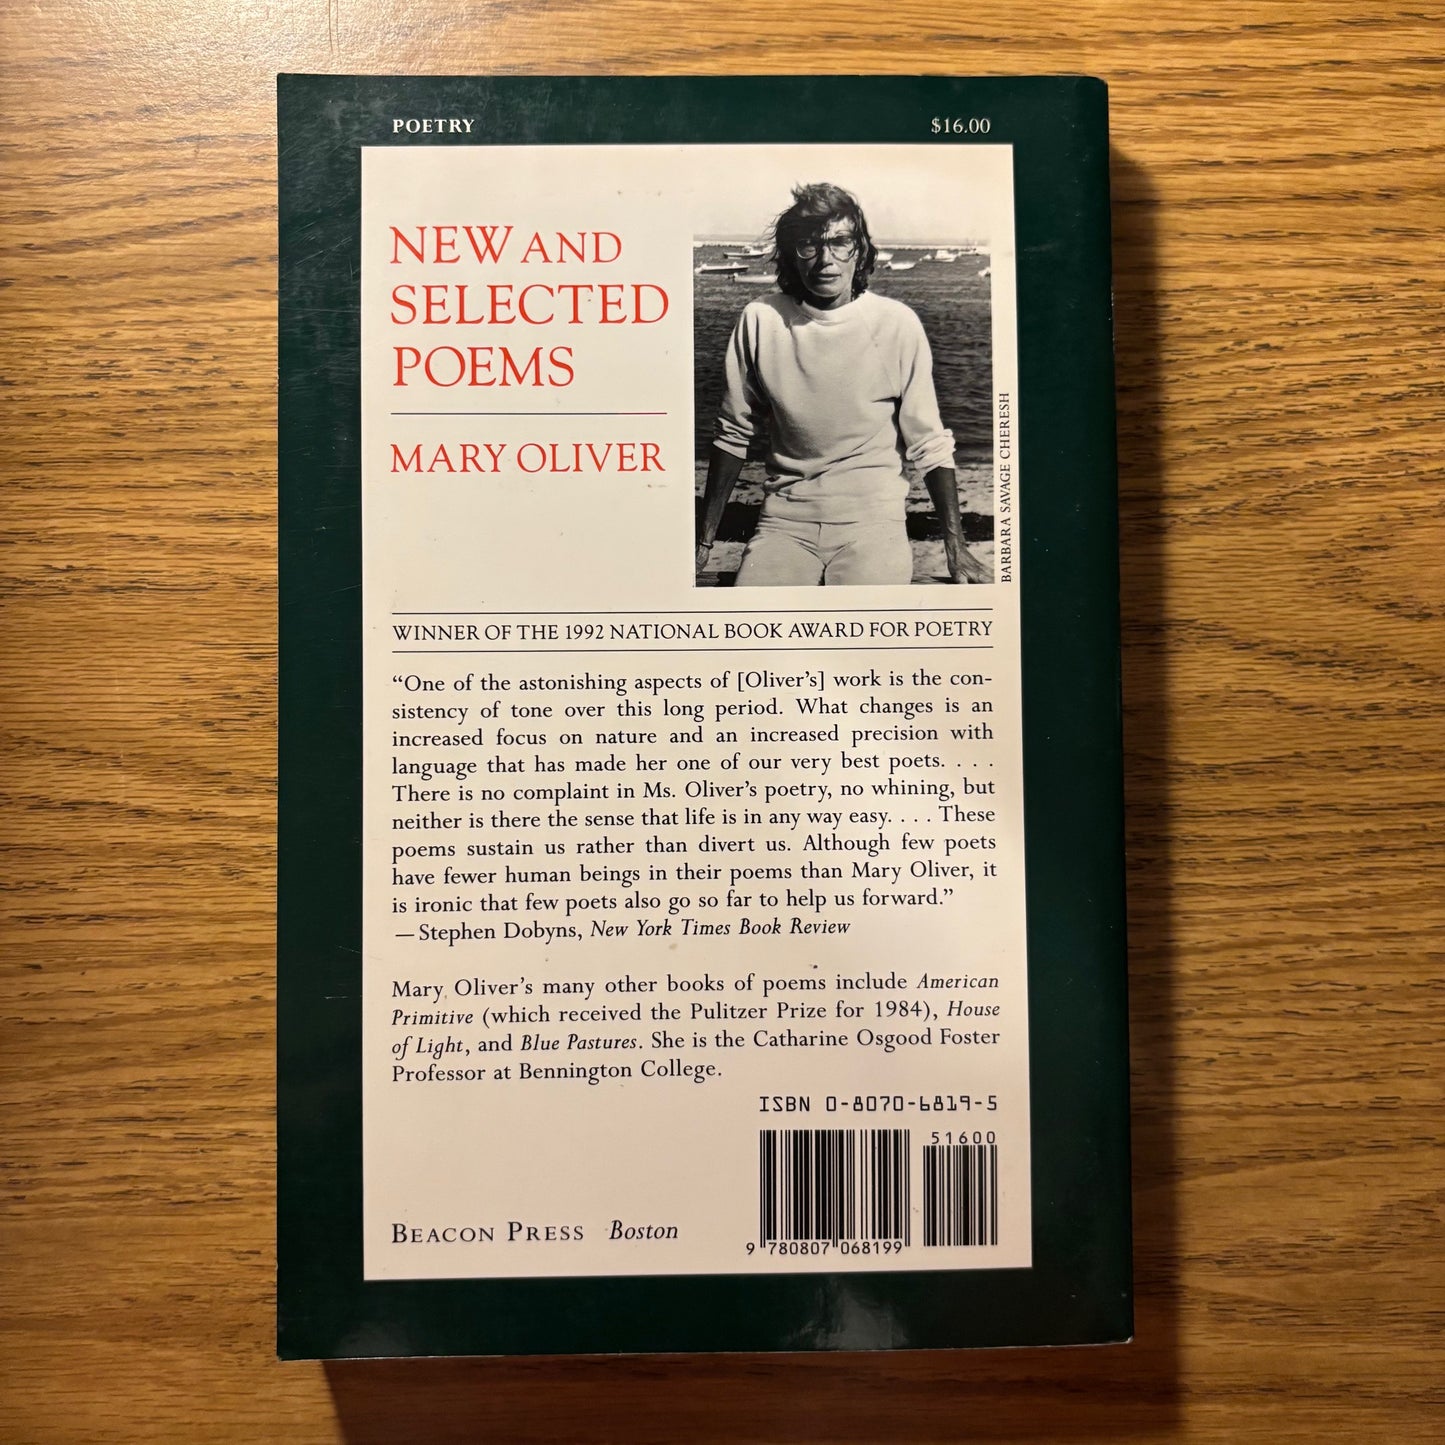 POETRY
$16.00
NEW AND
SELECTED
POEMS
MARY OLIVER
BARBARA SAVAGE CHERESH
WINNER OF THE 1992 NATIONAL BOOK AWARD FOR POETRY
“One of the astonishing aspects of [Oliver’s] work is the con-
sistency of tone over this long period. What changes is an
increased focus on nature and an increased precision with
language that has made her one of our very best poets. . . .
There is no complaint in Ms. Oliver’s poetry, no whining, but
neither is there the sense that life is in any way easy. . . . These
poems sustain us rather than divert us. Although few poets
have fewer human beings in their poems than Mary Oliver, it
is ironic that few poets also go so far to help us forward.”
—Stephen Dobyns, New York Times Book Review
Mary Oliver’s many other books of poems include American
Primitive (which received the Pulitzer Prize for 1984), House
of Light, and Blue Pastures. She is the Catharine Osgood Foster
Professor at Bennington College.
ISBN 0-8070-6819-5
51600
9 780807 068199
BEACON PRESS Boston